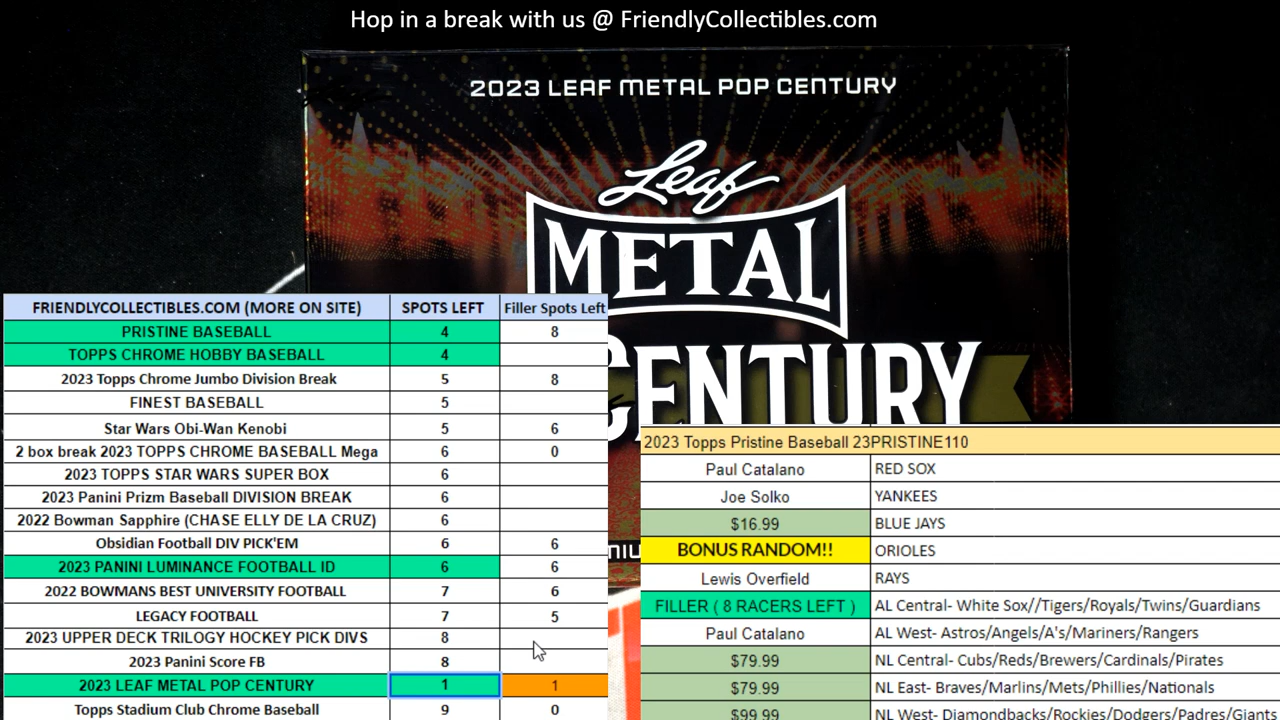 Hop in a break with us @ FriendlyCollectibles.com
2023 LEAF METAL POP CENTURY
Leaf
METAL
CENTURY
FRIENDLYCOLLECTIBLES.COM (MORE ON SITE) SPOTS LEFT Filler Spots Left
PRISTINE BASEBALL 4 8
TOPPS CHROME HOBBY BASEBALL 4
2023 Topps Chrome Jumbo Division Break 5 8
FINEST BASEBALL 5
Star Wars Obi-Wan Kenobi 5 6
2 box break 2023 TOPPS CHROME BASEBALL Mega 6 0
2023 TOPPS STAR WARS SUPER BOX 6
2023 Panini Prizm Baseball DIVISION BREAK 6
2022 Bowman Sapphire (CHASE ELLY DE LA CRUZ) 6
Obsidian Football DIV PICK'EM 6 6
2023 PANINI LUMINANCE FOOTBALL ID 6 6
2022 BOWMANS BEST UNIVERSITY FOOTBALL 7 6
LEGACY FOOTBALL 7 5
2023 UPPER DECK TRILOGY HOCKEY PICK DIVS 8
2023 Panini Score FB 8
2023 LEAF METAL POP CENTURY 1 1
Topps Stadium Club Chrome Baseball 9 0
2023 Topps Pristine Baseball 23PRISTINE110
Paul Catalano RED SOX
Joe Solko YANKEES
$16.99 BLUE JAYS
BONUS RANDOM!! ORIOLES
Lewis Overfield RAYS
FILLER ( 8 RACERS LEFT ) AL Central- White Sox//Tigers/Royals/Twins/Guardians
Paul Catalano AL West- Astros/Angels/A's/Mariners/Rangers
$79.99 NL Central- Cubs/Reds/Brewers/Cardinals/Pirates
$79.99 NL East- Braves/Marlins/Mets/Phillies/Nationals
$99.99 NL West- Diamondbacks/Rockies/Dodgers/Padres/Giants